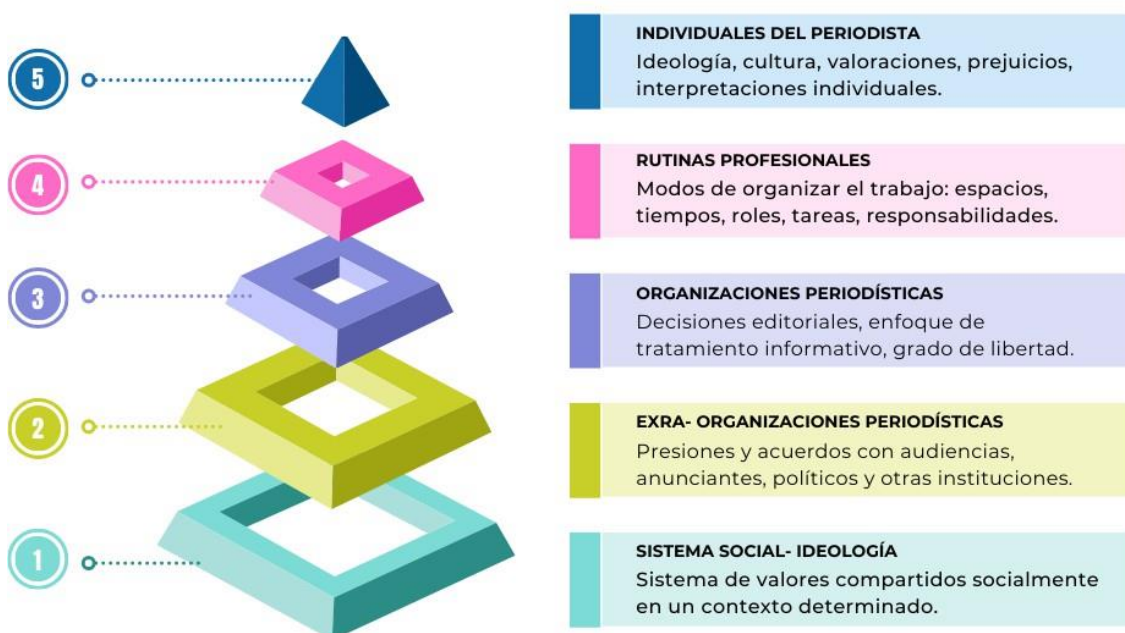 5
INDIVIDUALES DEL PERIODISTA
Ideología, cultura, valoraciones, prejuicios,
interpretaciones individuales.
4
RUTINAS PROFESIONALES
Modos de organizar el trabajo: espacios,
tiempos, roles, tareas, responsabilidades.
3
ORGANIZACIONES PERIODÍSTICAS
Decisiones editoriales, enfoque de
tratamiento informativo, grado de libertad.
2
EXRA- ORGANIZACIONES PERIODÍSTICAS
Presiones y acuerdos con audiencias,
anunciantes, políticos y otras instituciones.
1
SISTEMA SOCIAL- IDEOLOGÍA
Sistema de valores compartidos socialmente
en un contexto determinado.